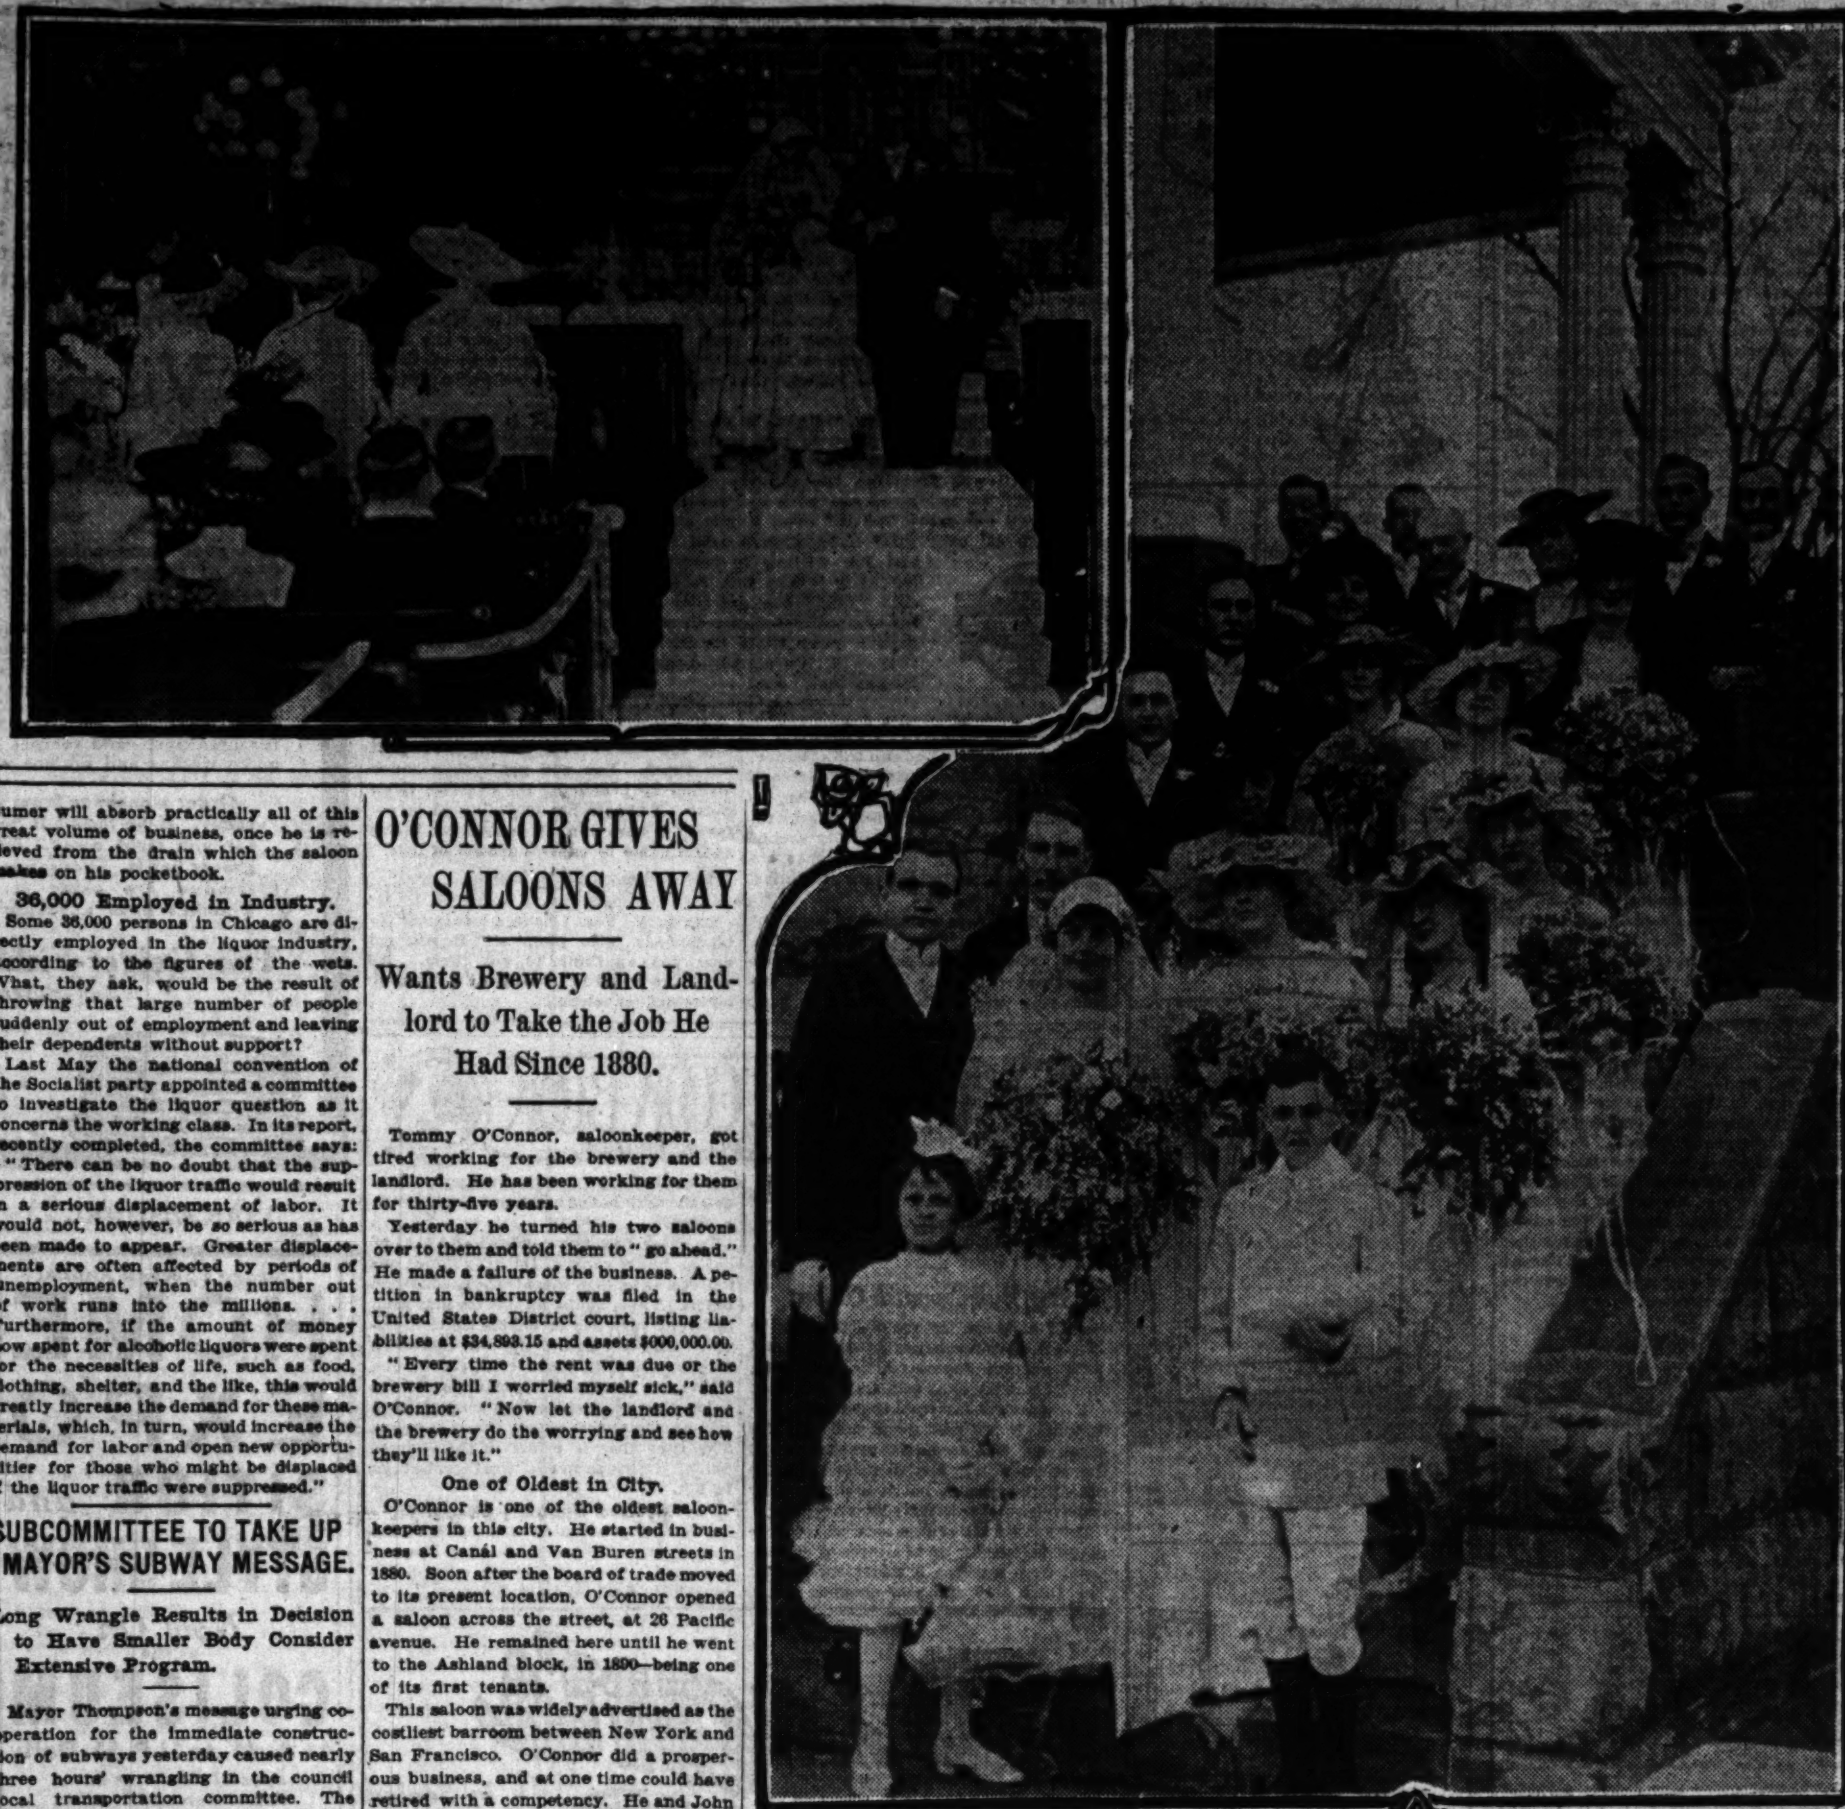 umer will absorb practically all of this
reat volume of business, once he is re-
ieved from the drain which the saloon
makes on his pocketbook.
36,000 Employed in Industry.
Some 36,000 persons in Chicago are di-
ectly employed in the liquor industry,
ccording to the figures of the wets.
What, they ask, would be the result of
hrowing that large number of people
uddenly out of employment and leaving
heir dependents without support?
Last May the national convention of
he Socialist party appointed a committee
o investigate the liquor question as it
oncerns the working class. In its report,
ecently completed, the committee says:
"There can be no doubt that the sup-
pression of the liquor traffic would result
n a serious displacement of labor. It
would not, however, be so serious as has
een made to appear. Greater displace-
ments are often affected by periods of
unemployment, when the number out
of work runs into the millions. . . .
Furthermore, if the amount of money
now spent for alcoholic liquors were spent
or the necessities of life, such as food,
lothing, shelter, and the like, this would
reatly increase the demand for these ma-
erials, which, in turn, would increase the
emand for labor and open new opportu-
ities for those who might be displaced
f the liquor traffic were suppressed."
SUBCOMMITTEE TO TAKE UP
MAYOR'S SUBWAY MESSAGE.
Long Wrangle Results in Decision
to Have Smaller Body Consider
Extensive Program.
Mayor Thompson's message urging co-
operation for the immediate construc-
ion of subways yesterday caused nearly
three hours' wrangling in the council
ocal transportation committee. The
O'CONNOR GIVES
SALOONS AWAY
Wants Brewery and Land-
lord to Take the Job He
Had Since 1880.
Tommy O'Connor, saloonkeeper, got
tired working for the brewery and the
landlord. He has been working for them
for thirty-five years.
Yesterday he turned his two saloons
over to them and told them to "go ahead."
He made a failure of the business. A pe-
tition in bankruptcy was filed in the
United States District court, listing lia-
bilities at $34,893.15 and assets $000,000.00.
"Every time the rent was due or the
brewery bill I worried myself sick," said
O'Connor. "Now let the landlord and
the brewery do the worrying and see how
they'll like it."
One of Oldest in City.
O'Connor is one of the oldest saloon-
keepers in this city. He started in busi-
ness at Canal and Van Buren streets in
1880. Soon after the board of trade moved
to its present location, O'Connor opened
a saloon across the street, at 26 Pacific
avenue. He remained here until he went
to the Ashland block, in 1890—being one
of its first tenants.
This saloon was widely advertised as the
costliest barroom between New York and
San Francisco. O'Connor did a prosper-
ous business, and at one time could have
retired with a competency. He and John